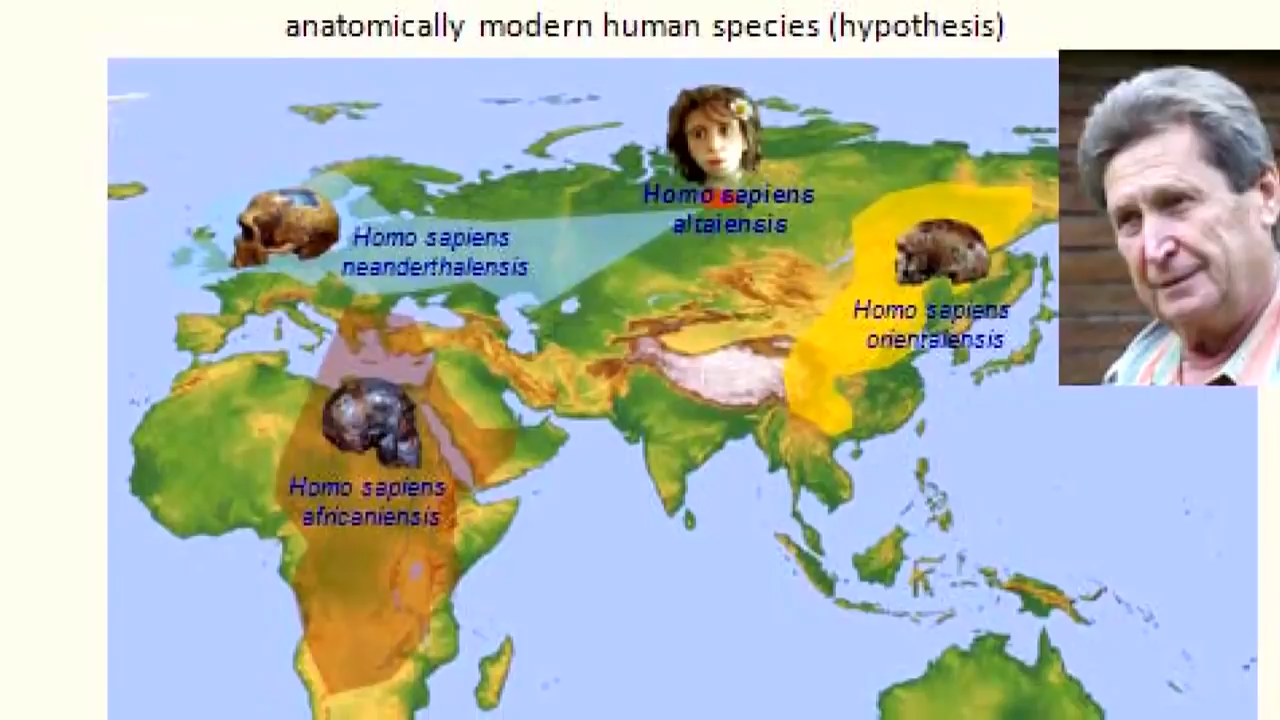 anatomically modern human species (hypothesis)
Homo sapiens
altaiensis
Homo sapiens
neanderthalensis
Homo sapiens
orientalensis
Homo sapiens
africaniensis